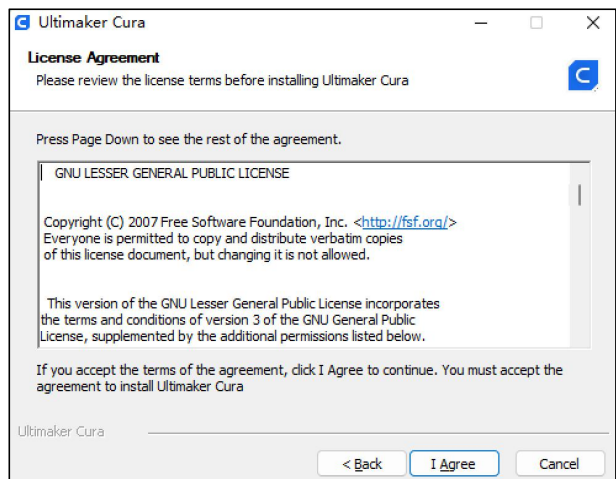 Ultimaker Cura
License Agreement
Please review the license terms before installing Ultimaker Cura
Press Page Down to see the rest of the agreement.
GNU LESSER GENERAL PUBLIC LICENSE
Copyright (C) 2007 Free Software Foundation, Inc. <http://fsf.org/>
Everyone is permitted to copy and distribute verbatim copies
of this license document, but changing it is not allowed.
This version of the GNU Lesser General Public License incorporates
the terms and conditions of version 3 of the GNU General Public
License, supplemented by the additional permissions listed below.
If you accept the terms of the agreement, click I Agree to continue. You must accept the
agreement to install Ultimaker Cura
Ultimaker Cura
< Back I Agree Cancel